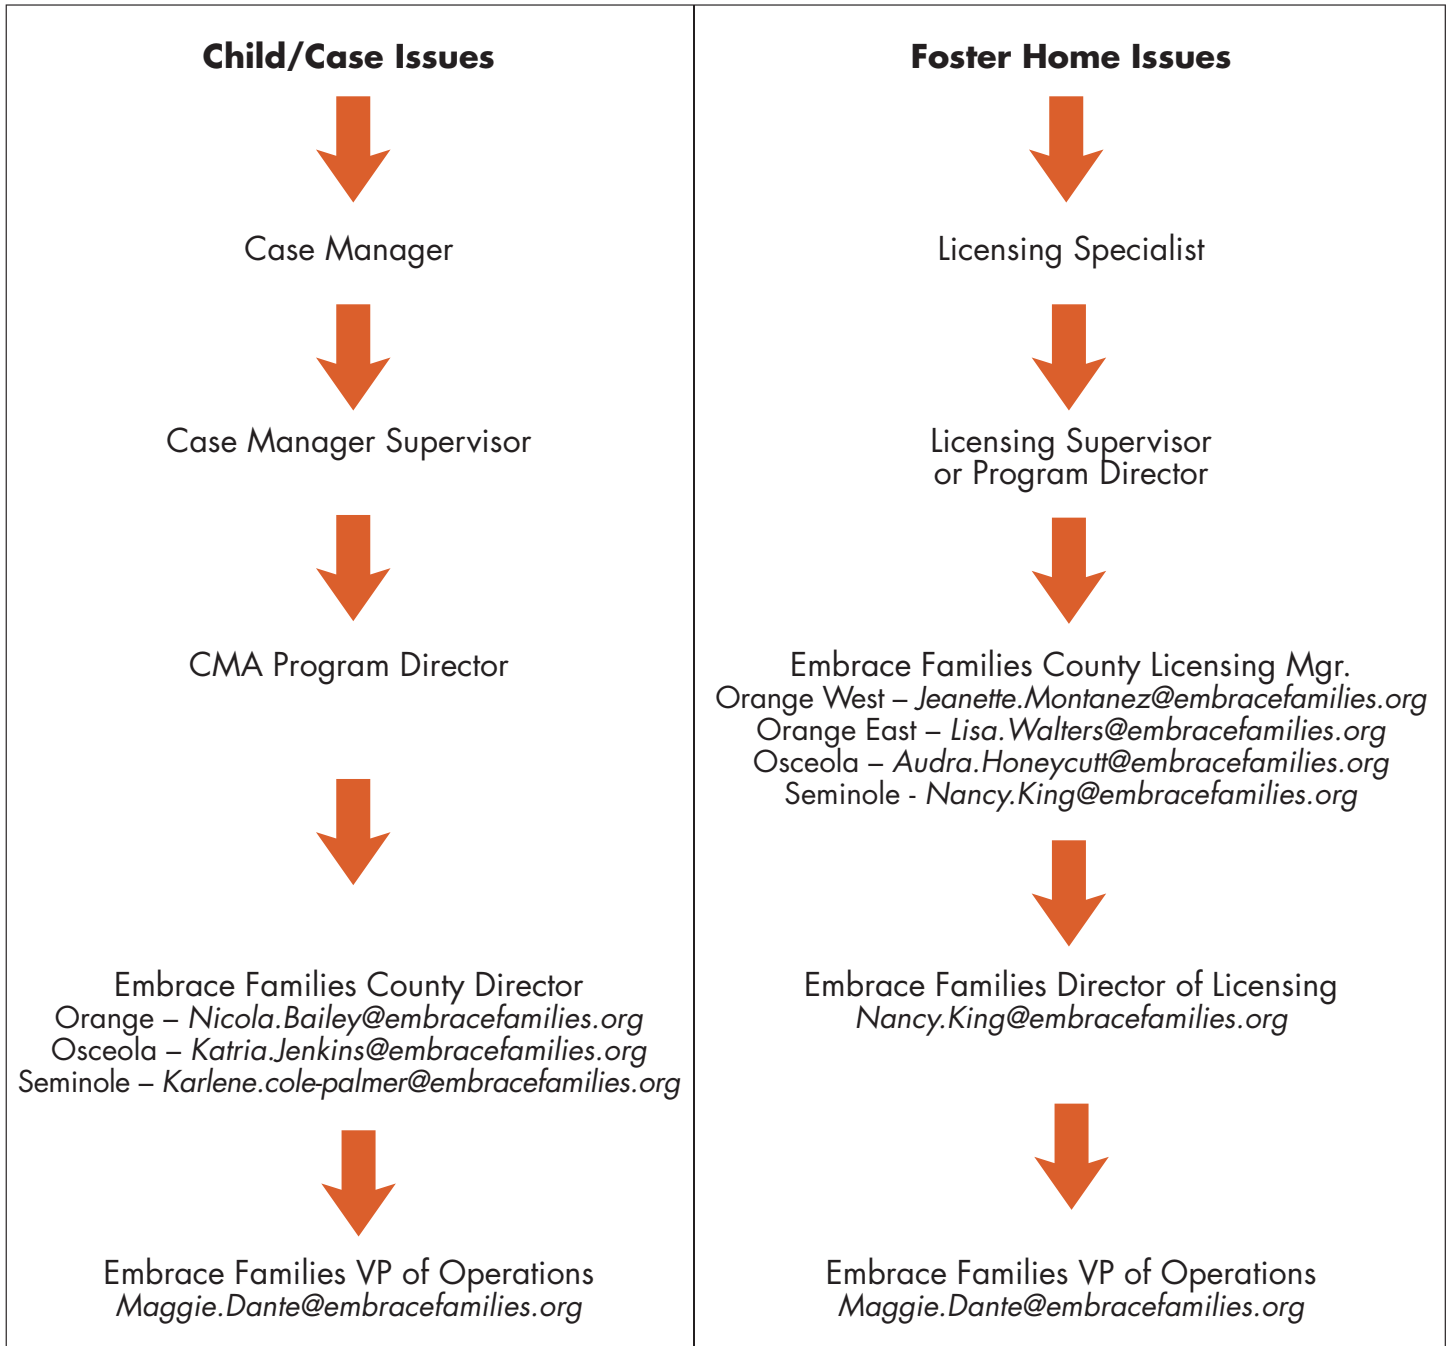 Child/Case Issues
Case Manager
Case Manager Supervisor
CMA Program Director
Embrace Families County Director
Orange – Nicola.Bailey@embracefamilies.org
Osceola – Katria.Jenkins@embracefamilies.org
Seminole – Karlene.cole-palmer@embracefamilies.org
Embrace Families VP of Operations
Maggie.Dante@embracefamilies.org
Foster Home Issues
Licensing Specialist
Licensing Supervisor
or Program Director
Embrace Families County Licensing Mgr.
Orange West – Jeanette.Montanez@embracefamilies.org
Orange East – Lisa.Walters@embracefamilies.org
Osceola – Audra.Honeycutt@embracefamilies.org
Seminole - Nancy.King@embracefamilies.org
Embrace Families Director of Licensing
Nancy.King@embracefamilies.org
Embrace Families VP of Operations
Maggie.Dante@embracefamilies.org